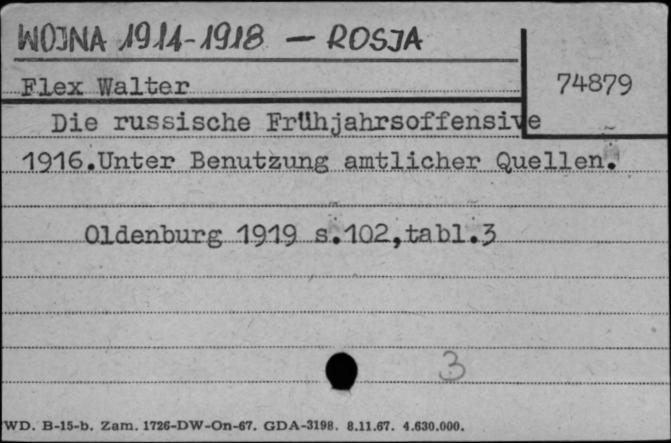 WOJNA 1914-1918 — ROSJA
Flex Walter
74879
Die russische Frühjahrsoffensive
1916.Unter Benutzung amtlicher Quellen.
Oldenburg 1919 s.102,tabl.3
3
WD. B-15-b. Zam. 1726-DW-On-67. GDA-3198. 8.11.67. 4.630.000.